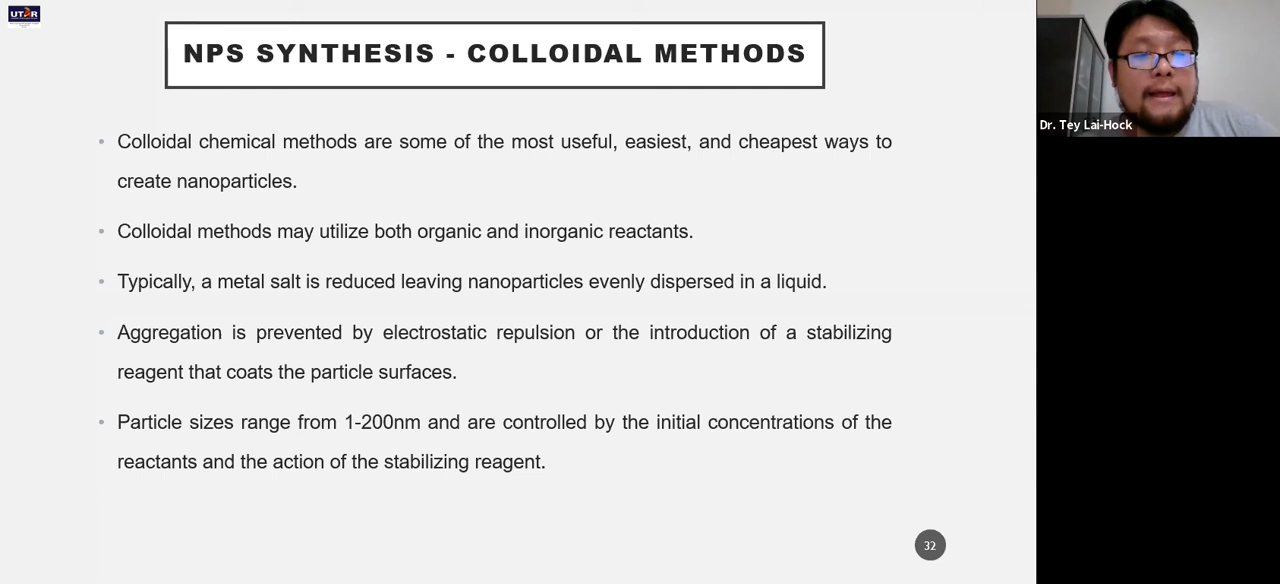 UTAR
NPS SYNTHESIS - COLLOIDAL METHODS
• Colloidal chemical methods are some of the most useful, easiest, and cheapest ways to
create nanoparticles.
• Colloidal methods may utilize both organic and inorganic reactants.
• Typically, a metal salt is reduced leaving nanoparticles evenly dispersed in a liquid.
• Aggregation is prevented by electrostatic repulsion or the introduction of a stabilizing
reagent that coats the particle surfaces.
• Particle sizes range from 1-200nm and are controlled by the initial concentrations of the
reactants and the action of the stabilizing reagent.
32
Dr. Tey Lai-Hock